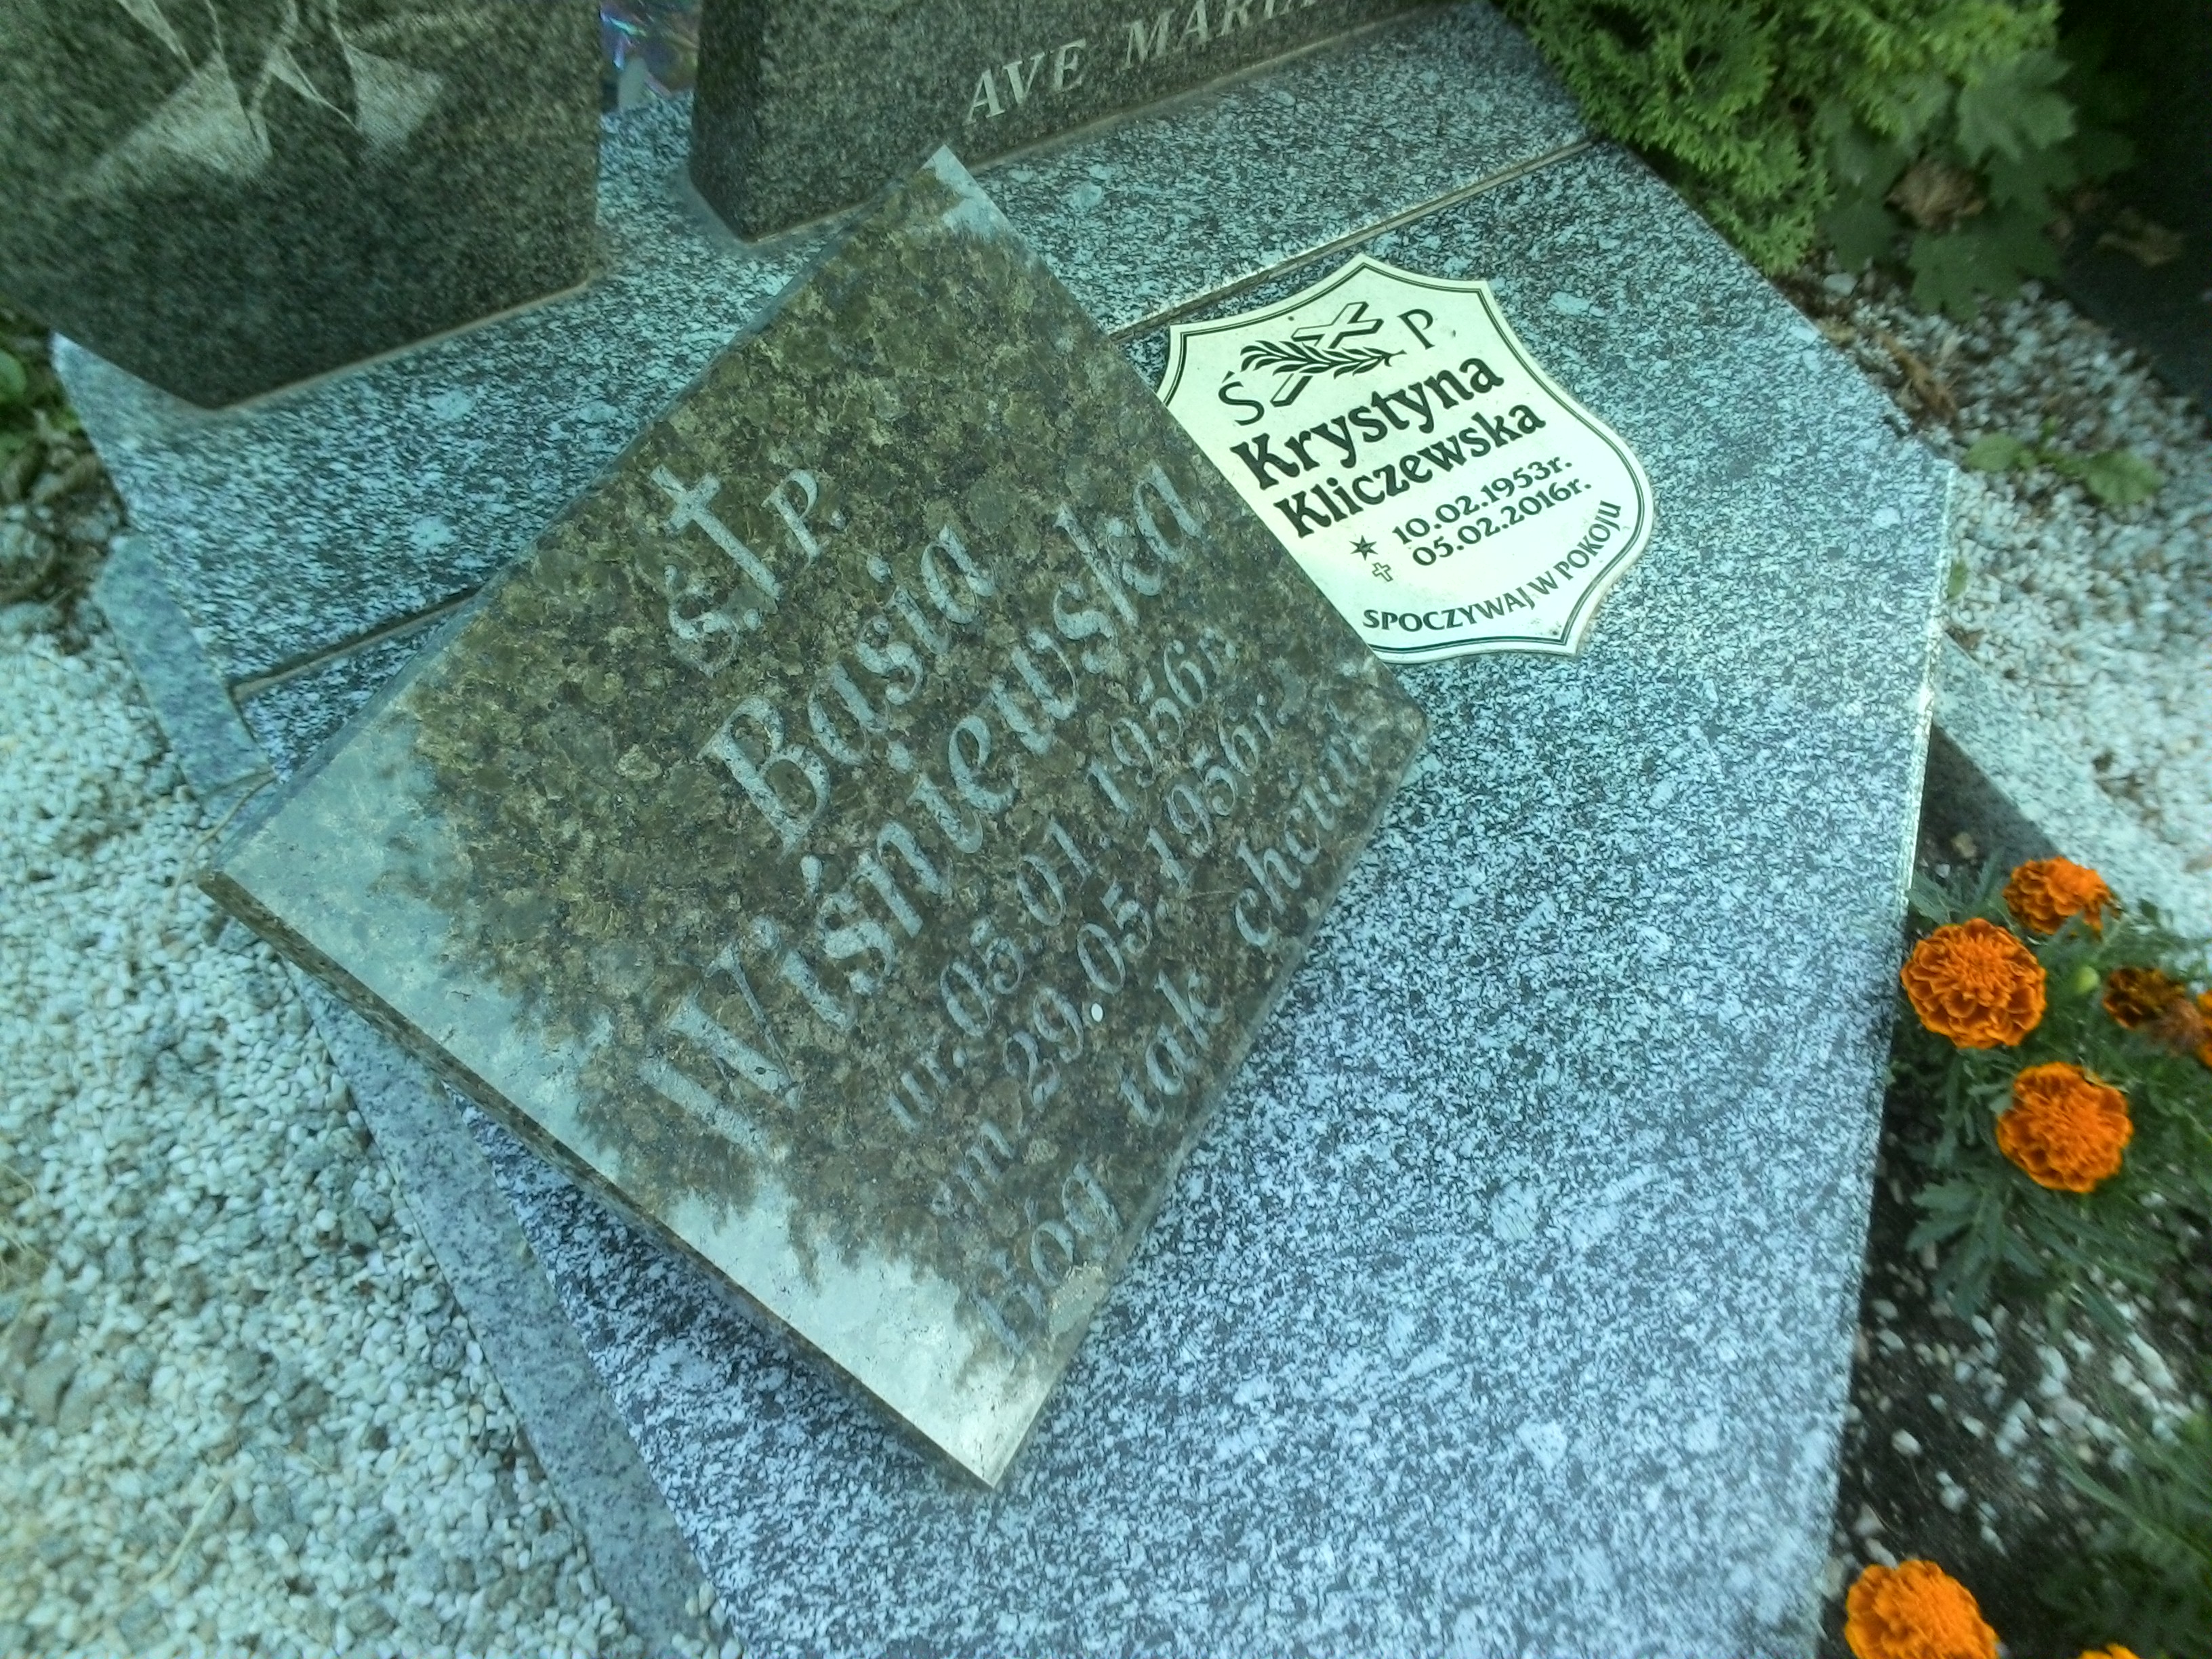 AVE MARIA
Ś P
Krystyna
Kliczewska
10.02.1953r.
05.02.2016r.
SPOCZYWAJ W POKOJU
Ś. P.
Basia
Wiśniewska
ur. 05. 01. 1956r.
zm 29. 05. 1956r.
Bóg tak chciał